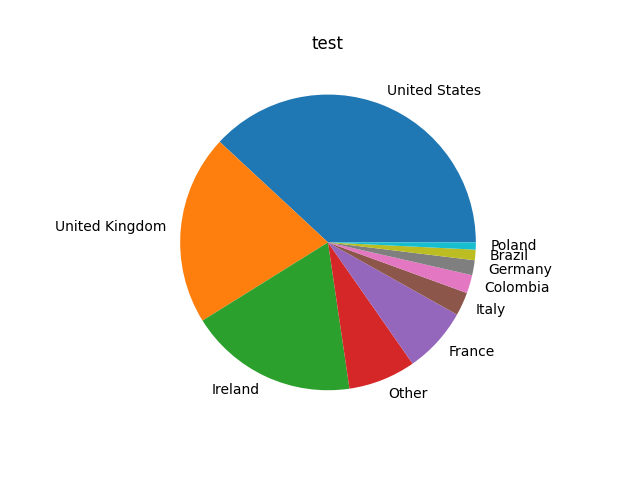 test
United States
United Kingdom
Poland
Brazil
Germany
Colombia
Italy
France
Ireland
Other